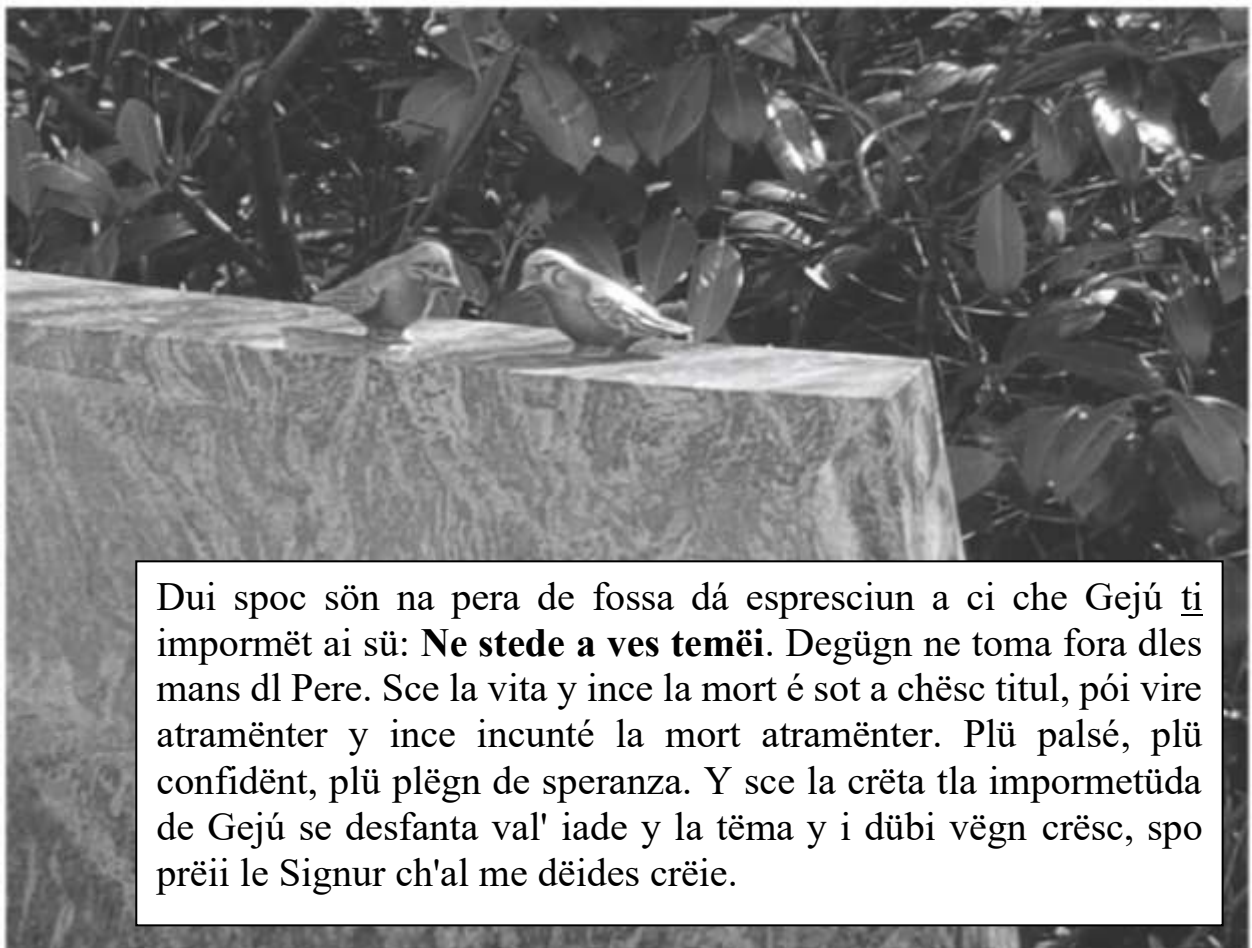 Dui spoc sön na pera de fossa dá espresciun a ci che Gejú ti
impormët ai sü: Ne stede a ves temëi. Degügn ne toma fora dles
mans dl Pere. Sce la vita y ince la mort é sot a chësc titul, pói vire
atramënter y ince incunté la mort atramënter. Plü palsé, plü
confidënt, plü plëgn de speranza. Y sce la crëta tla impormetüda
de Gejú se desfanta val' iade y la tëma y i dübi vëgn crësc, spo
prëii le Signur ch'al me dëides crëie.